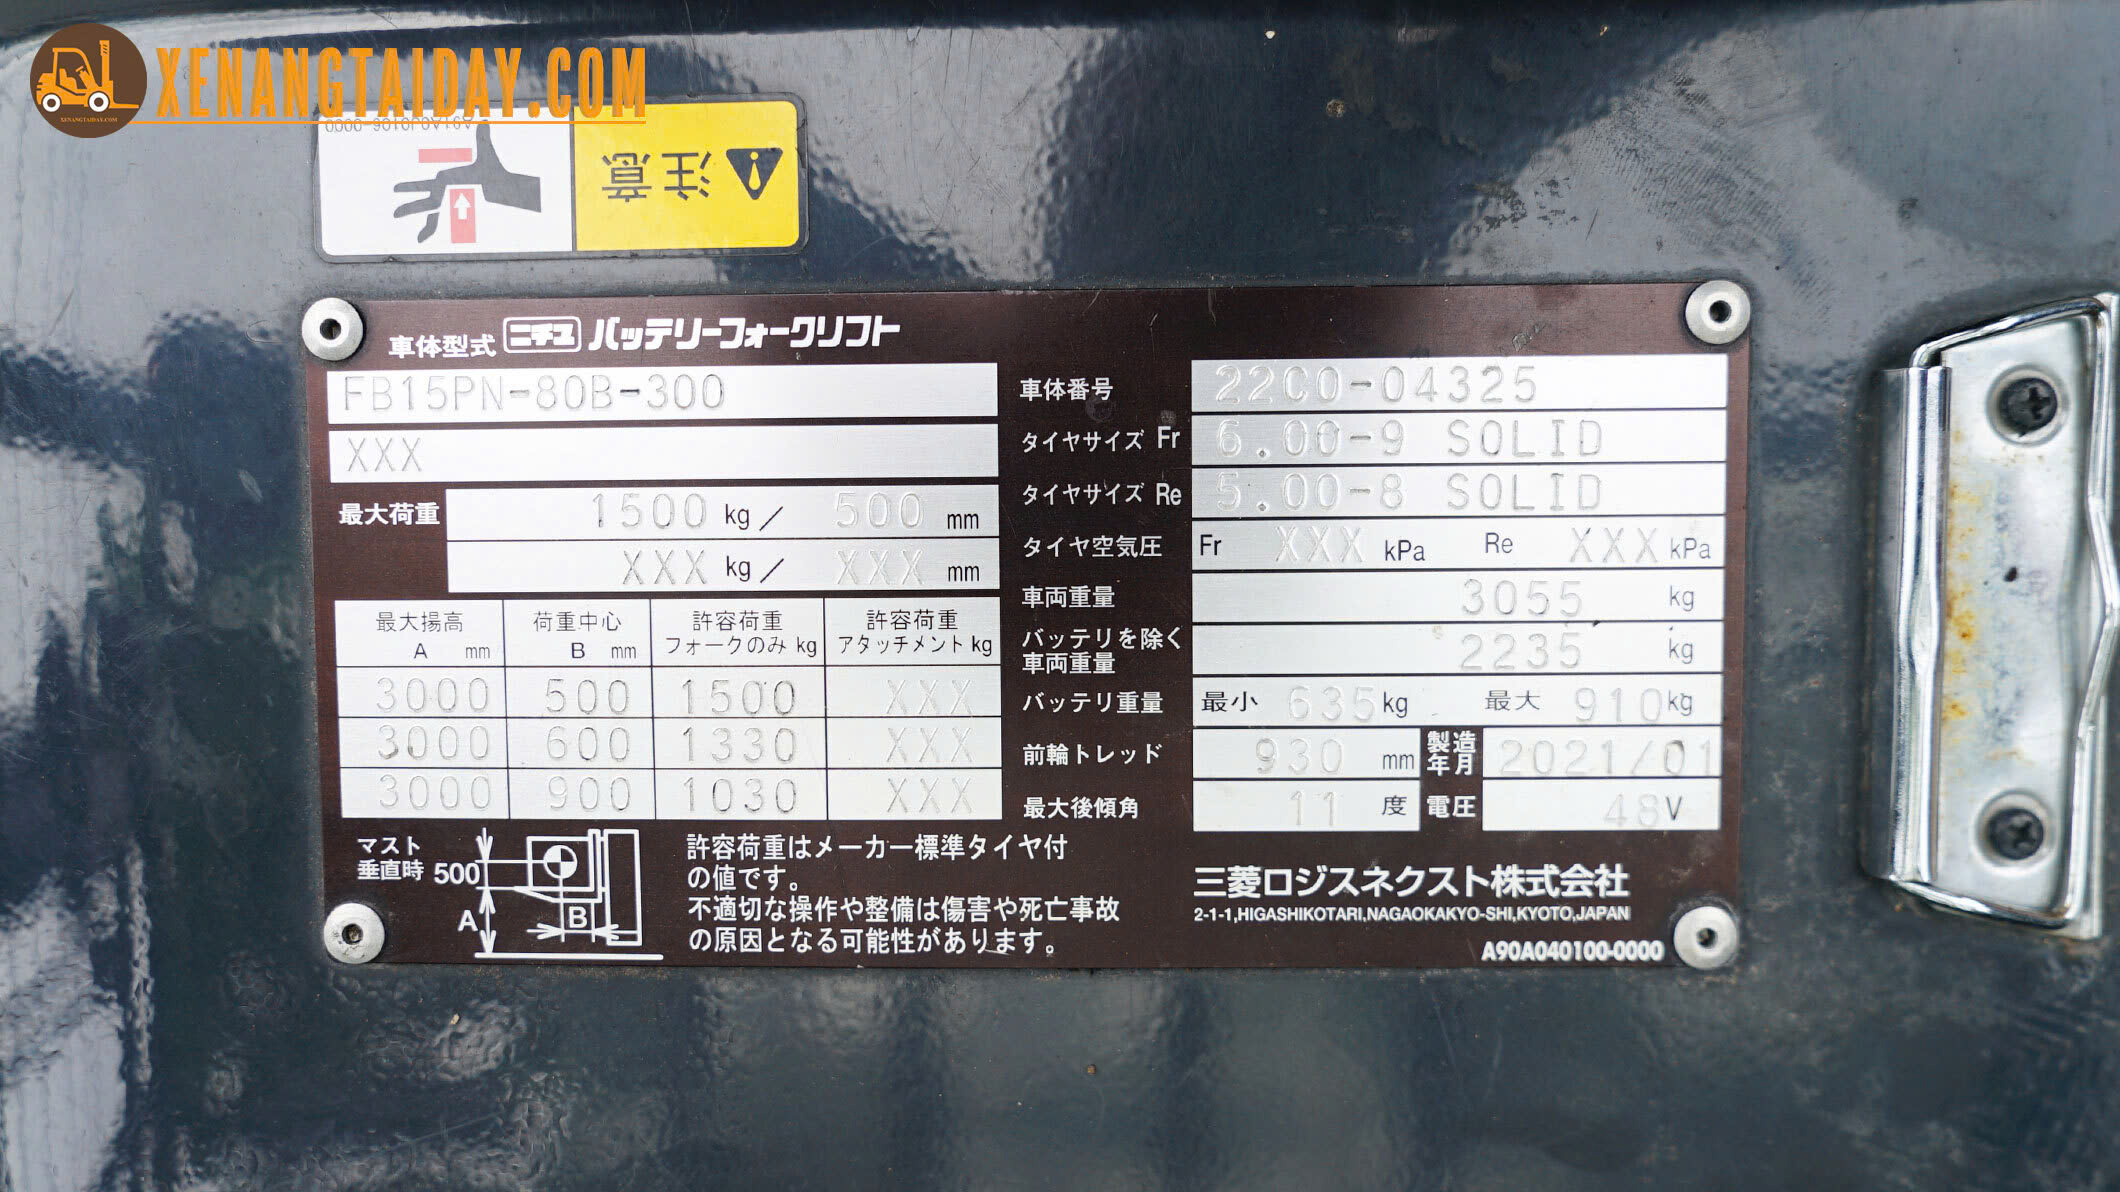 XENANGTAIDAY.COM
XENANGTAIDAY.COM
注意
車体型式 ニチユ バッテリーフォークリフト
FB15PN-80B-300
XXX
最大荷重 1500 kg / 500 mm
XXX kg / XXX mm
最大揚高 A mm 荷重中心 B mm 許容荷重 フォークのみ kg 許容荷重 アタッチメント kg
3000 500 1500 XXX
3000 600 1330 XXX
3000 900 1030 XXX
マスト
垂直時 500
A
B
許容荷重はメーカー標準タイヤ付
の値です。
不適切な操作や整備は傷害や死亡事故
の原因となる可能性があります。
車体番号 22C0-04325
タイヤサイズ Fr 6.00-9 SOLID
タイヤサイズ Re 5.00-8 SOLID
タイヤ空気圧 Fr XXX kPa Re XXX kPa
車両重量 3055 kg
バッテリを除く
車両重量 2235 kg
バッテリ重量 最小 635 kg 最大 910 kg
前輪トレッド 930 mm 製造年月 2021/01
最大後傾角 11 度 電圧 48 V
三菱ロジスネクスト株式会社
2-1-1,HIGASHIKOTARI,NAGAOKAKYO-SHI,KYOTO,JAPAN
A90A040100-0000